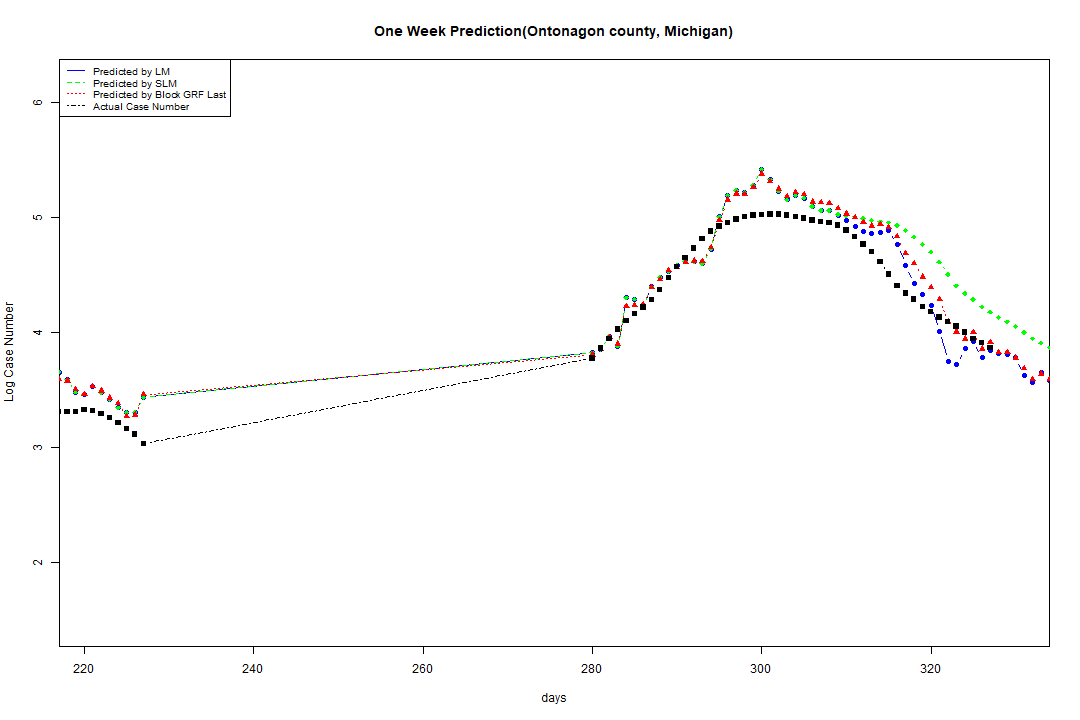 One Week Prediction(Ontonagon county, Michigan)
Predicted by LM
Predicted by SLM
Predicted by Block GRF Last
Actual Case Number
6
5
4
3
2
Log Case Number
220 240 260 280 300 320
days